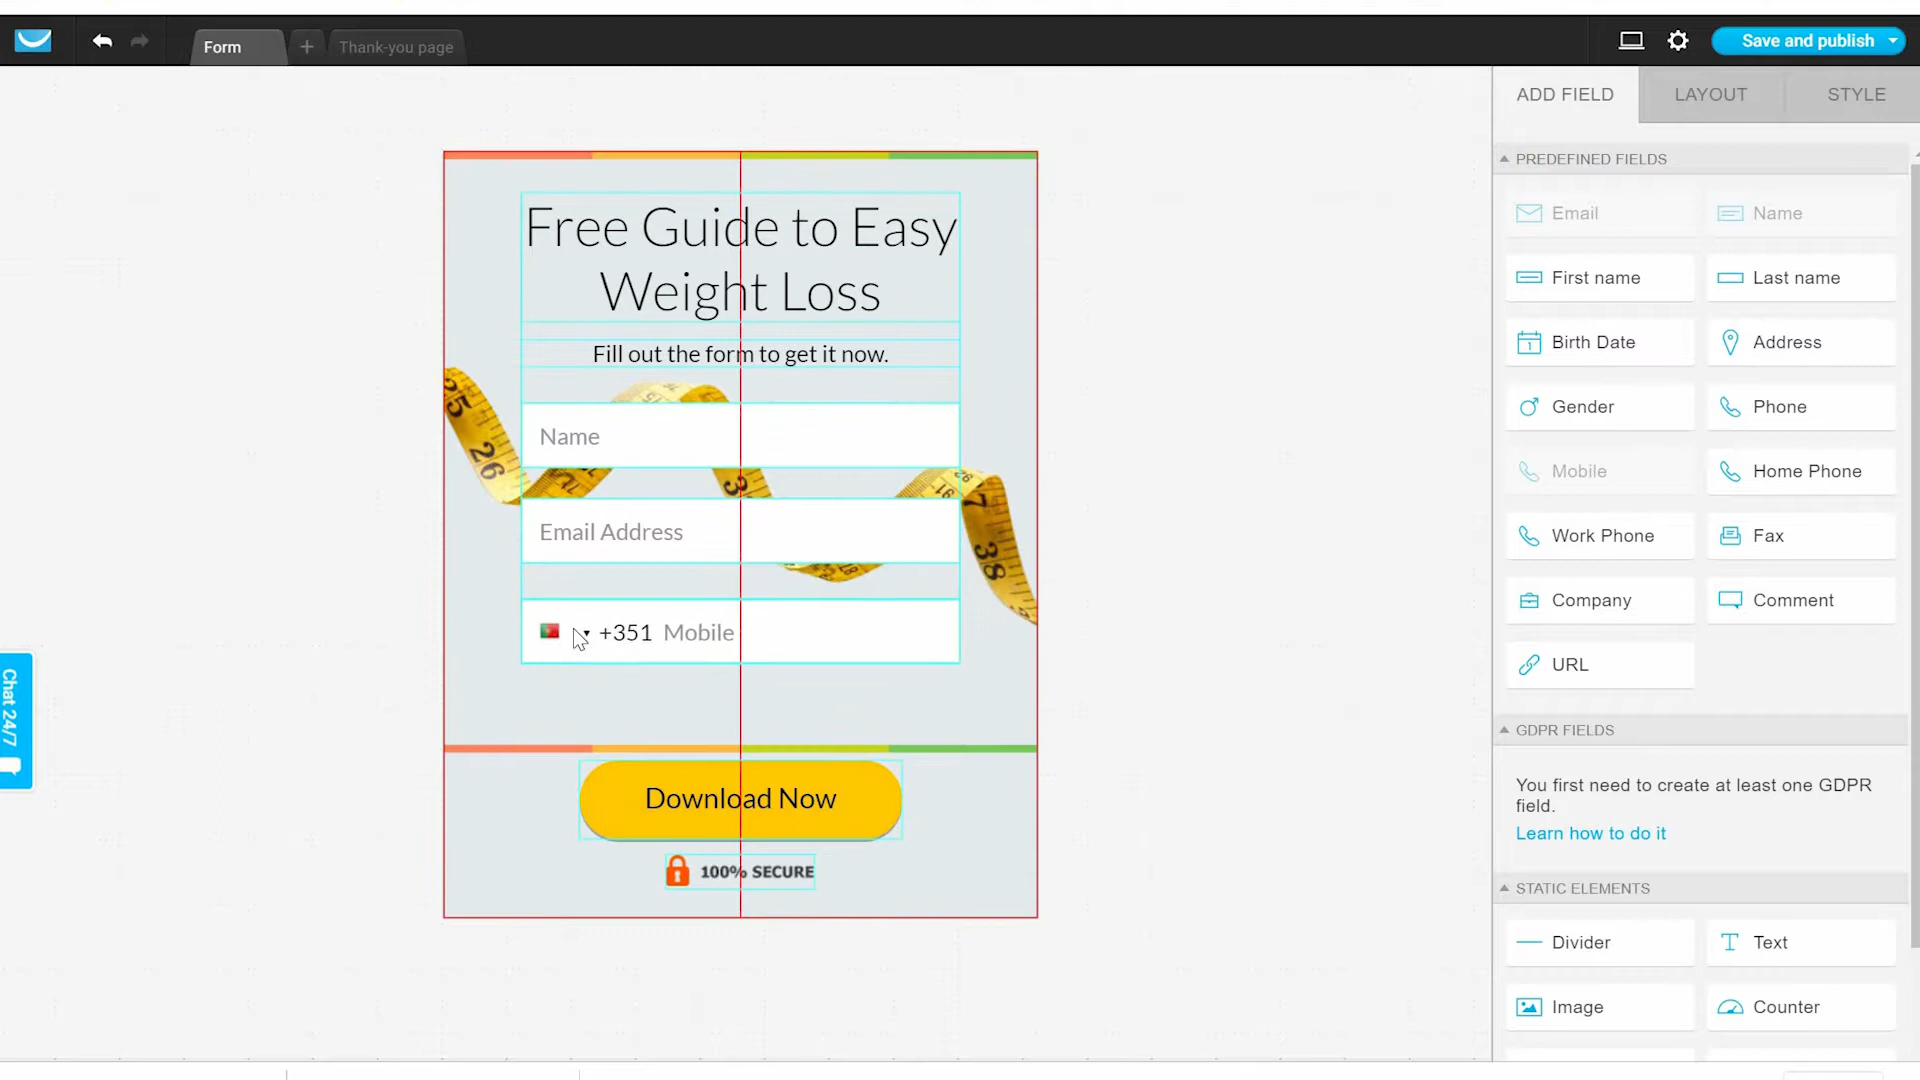 Form
+
Thank-you page
Save and publish
ADD FIELD
LAYOUT
STYLE
Free Guide to Easy
Weight Loss
Fill out the form to get it now.
Name
Email Address
+351 Mobile
Download Now
100% SECURE
Chat 24/7
PREDEFINED FIELDS
Email
Name
First name
Last name
Birth Date
Address
Gender
Phone
Mobile
Home Phone
Work Phone
Fax
Company
Comment
URL
GDPR FIELDS
You first need to create at least one GDPR
field.
Learn how to do it
STATIC ELEMENTS
Divider
Text
Image
Counter